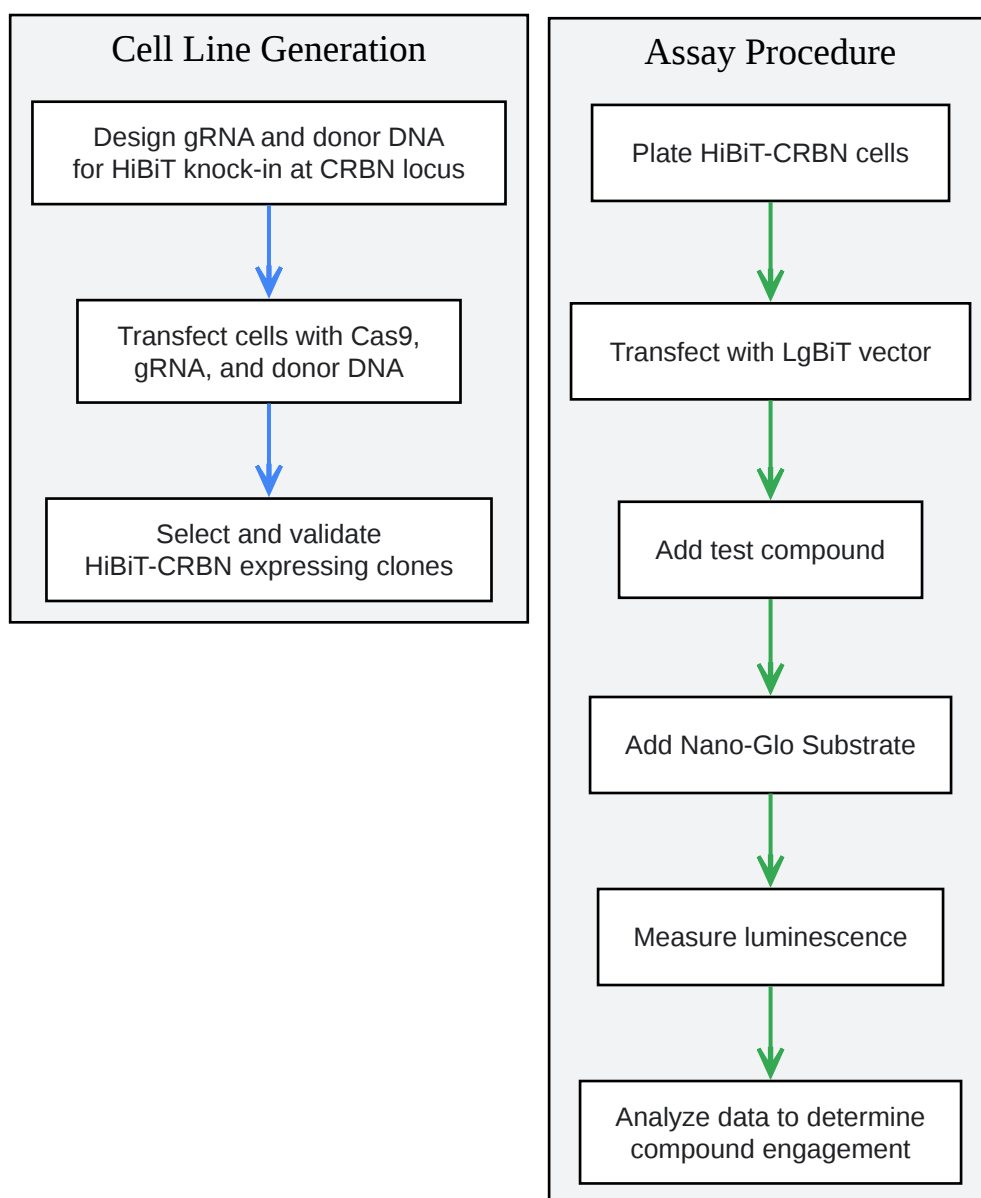 Cell Line Generation
Design gRNA and donor DNA
for HiBiT knock-in at CRBN locus
Transfect cells with Cas9,
gRNA, and donor DNA
Select and validate
HiBiT-CRBN expressing clones
Assay Procedure
Plate HiBiT-CRBN cells
Transfect with LgBiT vector
Add test compound
Add Nano-Glo Substrate
Measure luminescence
Analyze data to determine
compound engagement